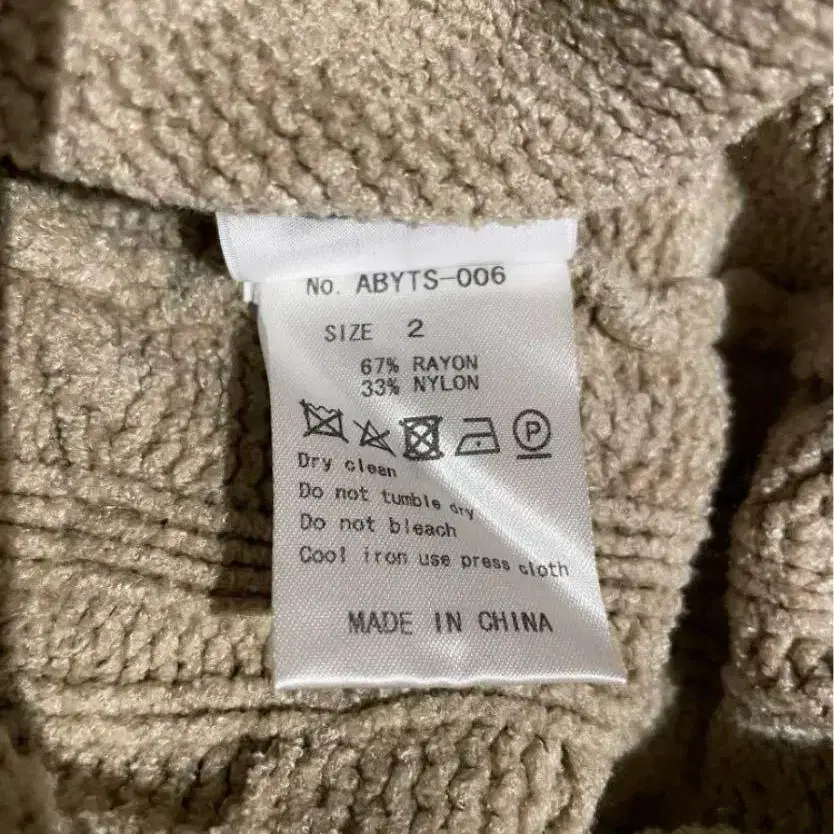 No. ABYTS-006
SIZE 2
67% RAYON
33% NYLON
P
Dry clean
Do not tumble dry
Do not bleach
Cool iron use press cloth
MADE IN CHINA